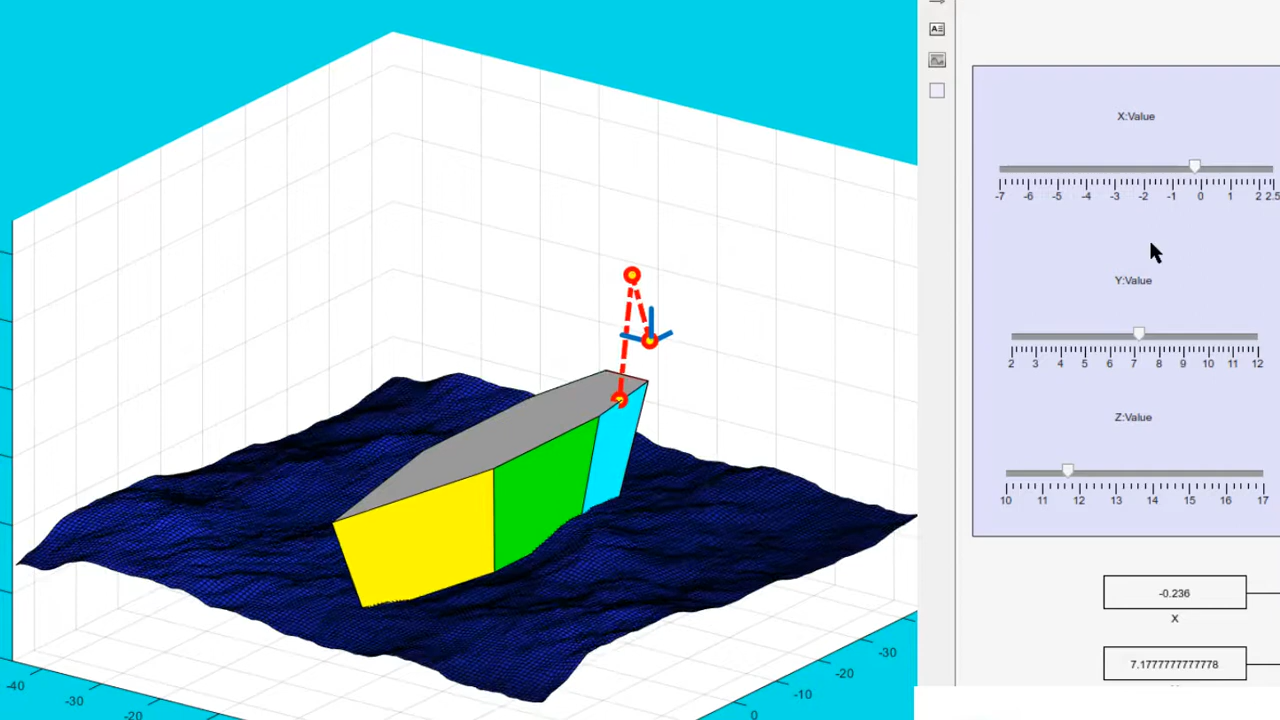 X:Value
-7 -6 -5 -4 -3 -2 -1 0 1 2 2.5
Y:Value
2 3 4 5 6 7 8 9 10 11 12
Z:Value
10 11 12 13 14 15 16 17
-0.236
X
7.1777777777778
-40
-30
-20
-30
-20
-10
0